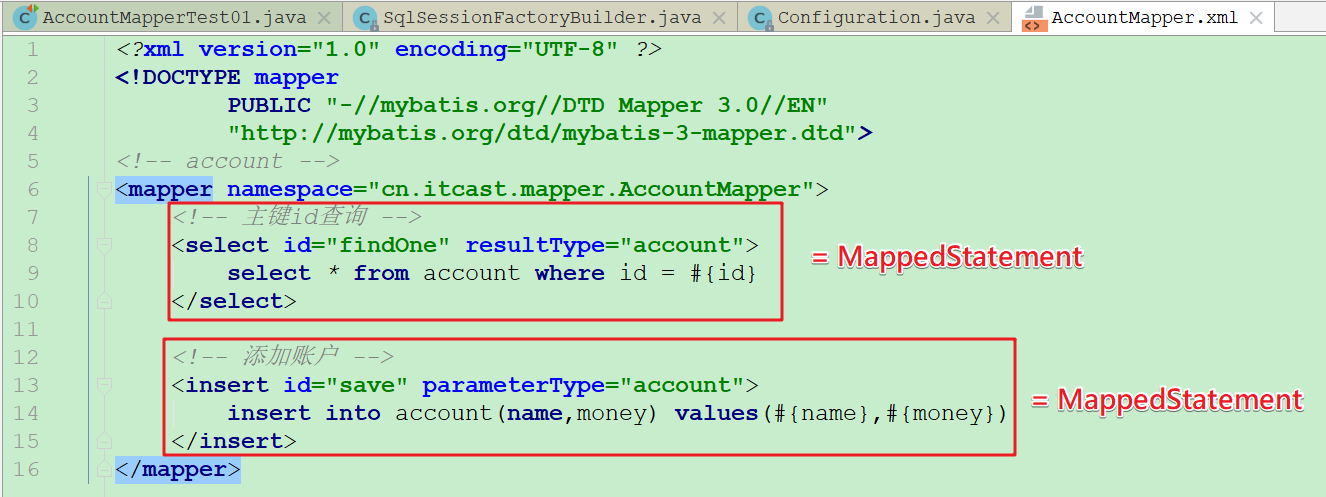 AccountMapperTest01.java SqlSessionFactoryBuilder.java Configuration.java AccountMapper.xml
1 <?xml version="1.0" encoding="UTF-8" ?>
2 <!DOCTYPE mapper
3 PUBLIC "-//mybatis.org//DTD Mapper 3.0//EN"
4 "http://mybatis.org/dtd/mybatis-3-mapper.dtd">
5 <!-- account -->
6 <mapper namespace="cn.itcast.mapper.AccountMapper">
7 <!-- 主键id查询 -->
8 <select id="findOne" resultType="account">
= MappedStatement
9 select * from account where id = #{id}
10 </select>
11
12 <!-- 添加账户 -->
13 <insert id="save" parameterType="account">
14 insert into account(name,money) values(#{name},#{money})
= MappedStatement
15 </insert>
16 </mapper>